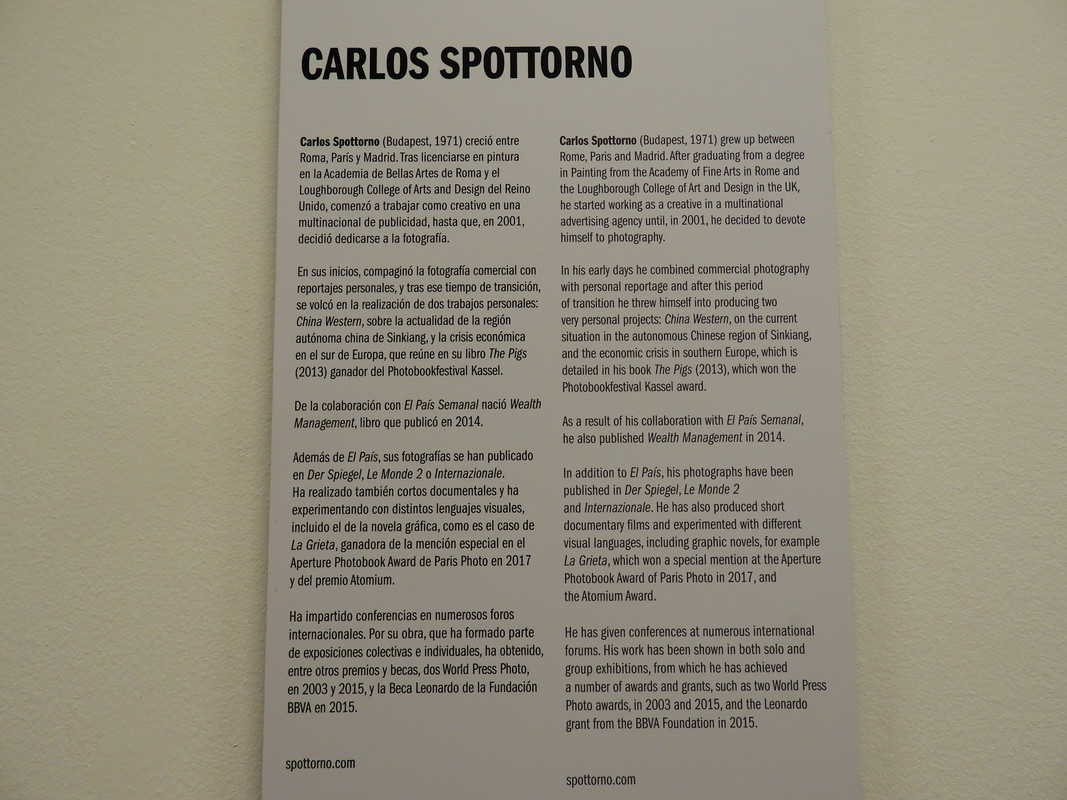 CARLOS SPOTTORNO
Carlos Spottorno (Budapest, 1971) creció entre
Roma, París y Madrid. Tras licenciarse en pintura
en la Academia de Bellas Artes de Roma y el
Loughborough College of Arts and Design del Reino
Unido, comenzó a trabajar como creativo en una
multinacional de publicidad, hasta que, en 2001,
decidió dedicarse a la fotografía.
En sus inicios, compaginó la fotografía comercial con
reportajes personales, y tras ese tiempo de transición,
se volcó en la realización de dos trabajos personales:
China Western, sobre la actualidad de la región
autónoma china de Sinkiang, y la crisis económica
en el sur de Europa, que reúne en su libro The Pigs
(2013) ganador del Photobookfestival Kassel.
De la colaboración con El País Semanal nació Wealth
Management, libro que publicó en 2014.
Además de El País, sus fotografías se han publicado
en Der Spiegel, Le Monde 2 o Internazionale.
Ha realizado también cortos documentales y ha
experimentando con distintos lenguajes visuales,
incluido el de la novela gráfica, como es el caso de
La Grieta, ganadora de la mención especial en el
Aperture Photobook Award de Paris Photo en 2017
y del premio Atomium.
Ha impartido conferencias en numerosos foros
internacionales. Por su obra, que ha formado parte
de exposiciones colectivas e individuales, ha obtenido,
entre otros premios y becas, dos World Press Photo,
en 2003 y 2015, y la Beca Leonardo de la Fundación
BBVA en 2015.
spottorno.com
Carlos Spottorno (Budapest, 1971) grew up between
Rome, Paris and Madrid. After graduating from a degree
in Painting from the Academy of Fine Arts in Rome and
the Loughborough College of Art and Design in the UK,
he started working as a creative in a multinational
advertising agency until, in 2001, he decided to devote
himself to photography.
In his early days he combined commercial photography
with personal reportage and after this period
of transition he threw himself into producing two
very personal projects: China Western, on the current
situation in the autonomous Chinese region of Sinkiang,
and the economic crisis in southern Europe, which is
detailed in his book The Pigs (2013), which won the
Photobookfestival Kassel award.
As a result of his collaboration with El País Semanal,
he also published Wealth Management in 2014.
In addition to El País, his photographs have been
published in Der Spiegel, Le Monde 2
and Internazionale. He has also produced short
documentary films and experimented with different
visual languages, including graphic novels, for example
La Grieta, which won a special mention at the Aperture
Photobook Award of Paris Photo in 2017, and
the Atomium Award.
He has given conferences at numerous international
forums. His work has been shown in both solo and
group exhibitions, from which he has achieved
a number of awards and grants, such as two World Press
Photo awards, in 2003 and 2015, and the Leonardo
grant from the BBVA Foundation in 2015.
spottorno.com